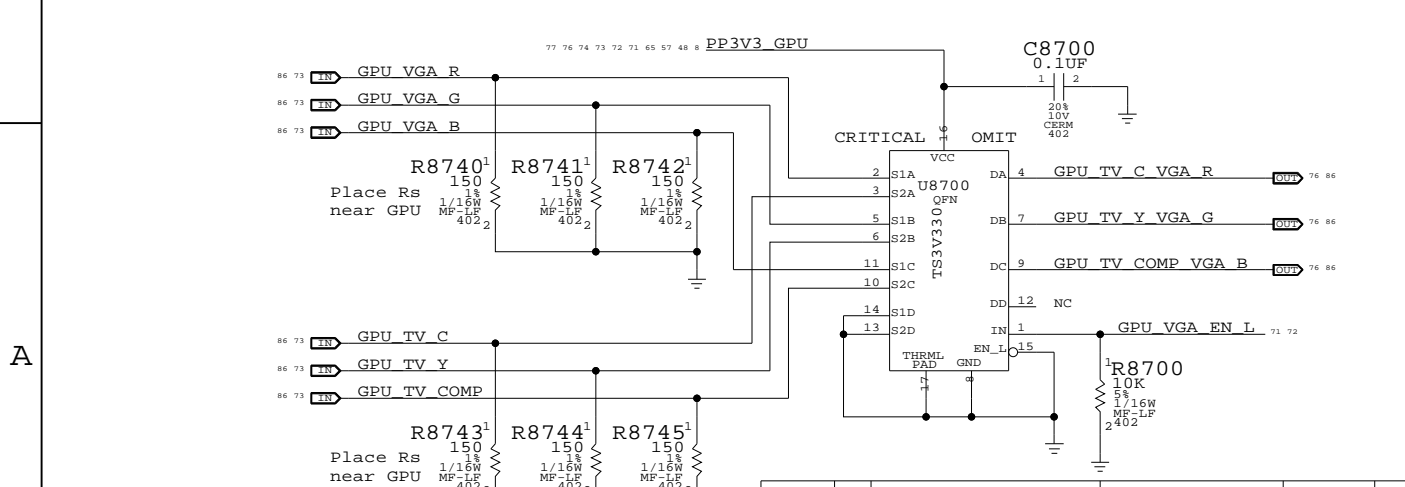 77 76 74 73 72 71 65 57 48 8 PP3V3_GPU
C8700
0.1UF
1 2
20%
10V
CERM
402
86 73 IN GPU_VGA_R
86 73 IN GPU_VGA_G
86 73 IN GPU_VGA_B
CRITICAL 16 OMIT
VCC
R8740 1 R8741 1 R8742 1
150 150 150
1% 1% 1%
1/16W 1/16W 1/16W
MF-LF MF-LF MF-LF
402 2 402 2 402 2
Place Rs
near GPU
U8700
QFN
TS3V330
2 S1A DA 4 GPU_TV_C_VGA_R OUT 76 86
3 S2A
5 S1B DB 7 GPU_TV_Y_VGA_G OUT 76 86
6 S2B
11 S1C DC 9 GPU_TV_COMP_VGA_B OUT 76 86
10 S2C
DD 12 NC
14 S1D
13 S2D IN 1 GPU_VGA_EN_L 71 72
EN_L 15
THRML
PAD GND
17 8
1 R8700
10K
5%
1/16W
MF-LF
2 402
A
86 73 IN GPU_TV_C
86 73 IN GPU_TV_Y
86 73 IN GPU_TV_COMP
R8743 1 R8744 1 R8745 1
150 150 150
1% 1% 1%
1/16W 1/16W 1/16W
MF-LF MF-LF MF-LF
402 2 402 2 402 2
Place Rs
near GPU